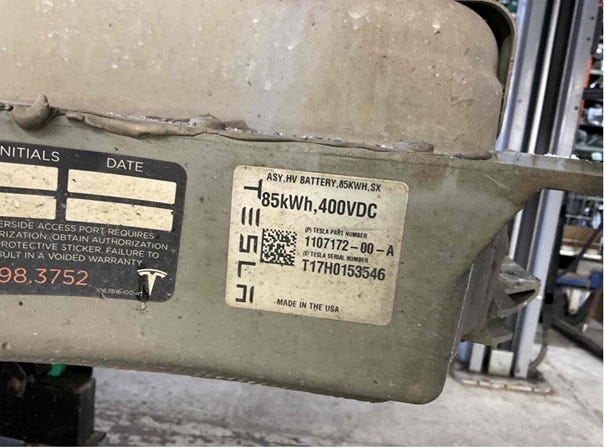 NITIALS DATE
ERSIDE ACCESS PORT REQUIRES
RIZATION. OBTAIN AUTHORIZATION
PROTECTIVE STICKER. FAILURE TO
SULT IN A VOIDED WARRANTY
98.3752
TESLA
ASY,HV BATTERY,85KWH,SX
85kWh,400VDC
(P) TESLA PART NUMBER
1107172-00-A
(S) TESLA SERIAL NUMBER
T17H0153546
MADE IN THE USA